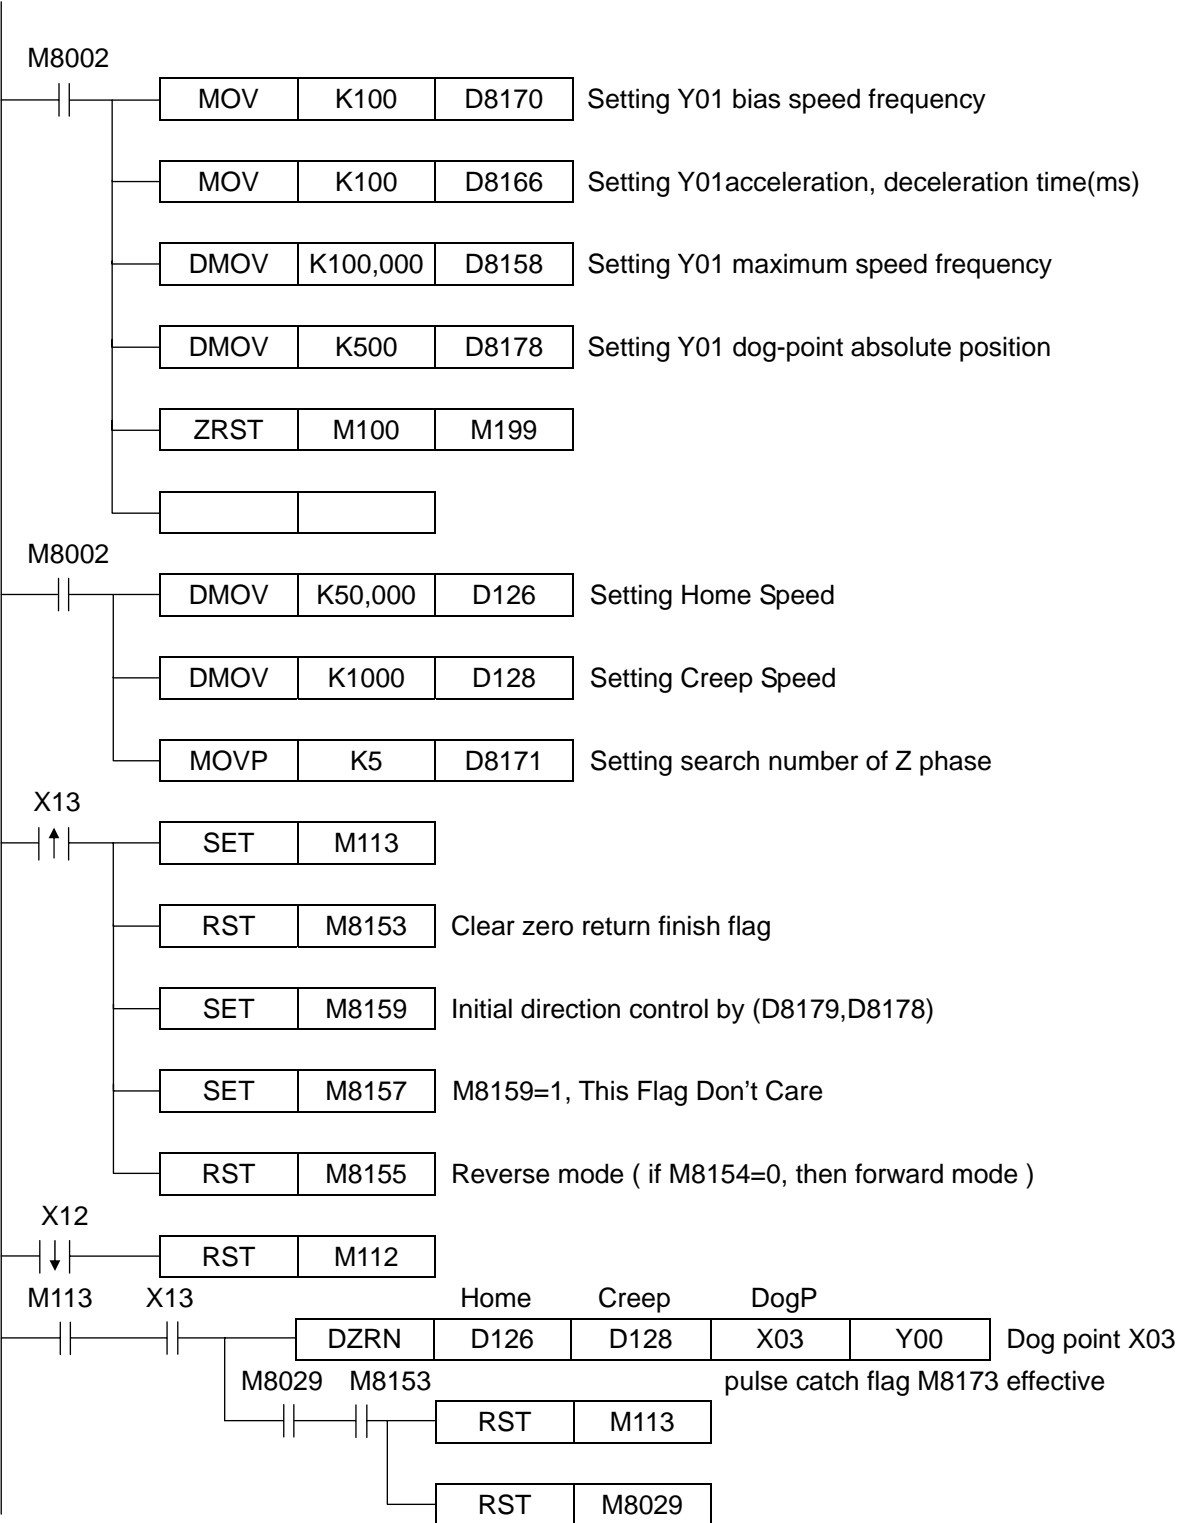 M8002
MOV K100 D8170 Setting Y01 bias speed frequency
MOV K100 D8166 Setting Y01acceleration, deceleration time(ms)
DMOV K100,000 D8158 Setting Y01 maximum speed frequency
DMOV K500 D8178 Setting Y01 dog-point absolute position
ZRST M100 M199
M8002
DMOV K50,000 D126 Setting Home Speed
DMOV K1000 D128 Setting Creep Speed
MOVP K5 D8171 Setting search number of Z phase
X13
SET M113
RST M8153 Clear zero return finish flag
SET M8159 Initial direction control by (D8179,D8178)
SET M8157 M8159=1, This Flag Don't Care
RST M8155 Reverse mode ( if M8154=0, then forward mode )
X12
RST M112
M113 X13 Home Creep DogP
DZRN D126 D128 X03 Y00 Dog point X03
M8029 M8153 pulse catch flag M8173 effective
RST M113
RST M8029